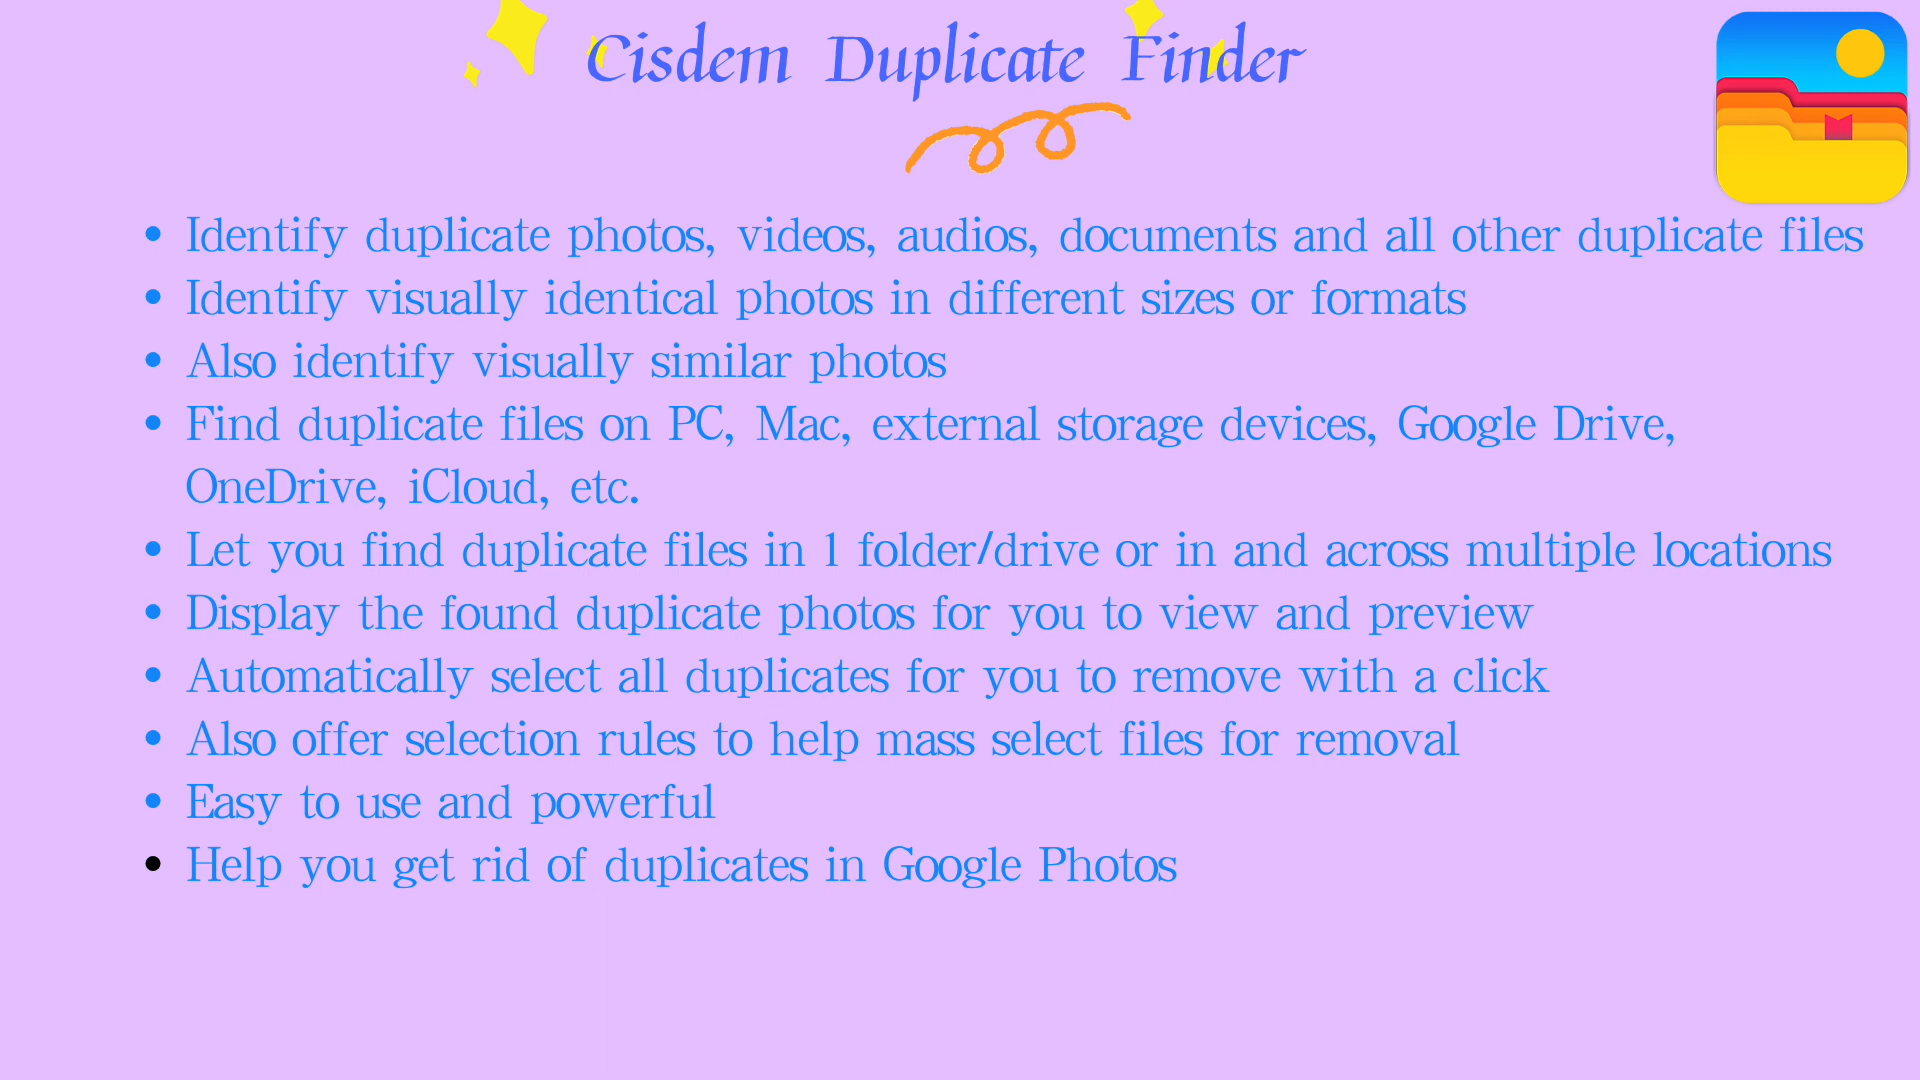 Cisdem Duplicate Finder
• Identify duplicate photos, videos, audios, documents and all other duplicate files
• Identify visually identical photos in different sizes or formats
• Also identify visually similar photos
• Find duplicate files on PC, Mac, external storage devices, Google Drive,
OneDrive, iCloud, etc.
• Let you find duplicate files in 1 folder/drive or in and across multiple locations
• Display the found duplicate photos for you to view and preview
• Automatically select all duplicates for you to remove with a click
• Also offer selection rules to help mass select files for removal
• Easy to use and powerful
• Help you get rid of duplicates in Google Photos